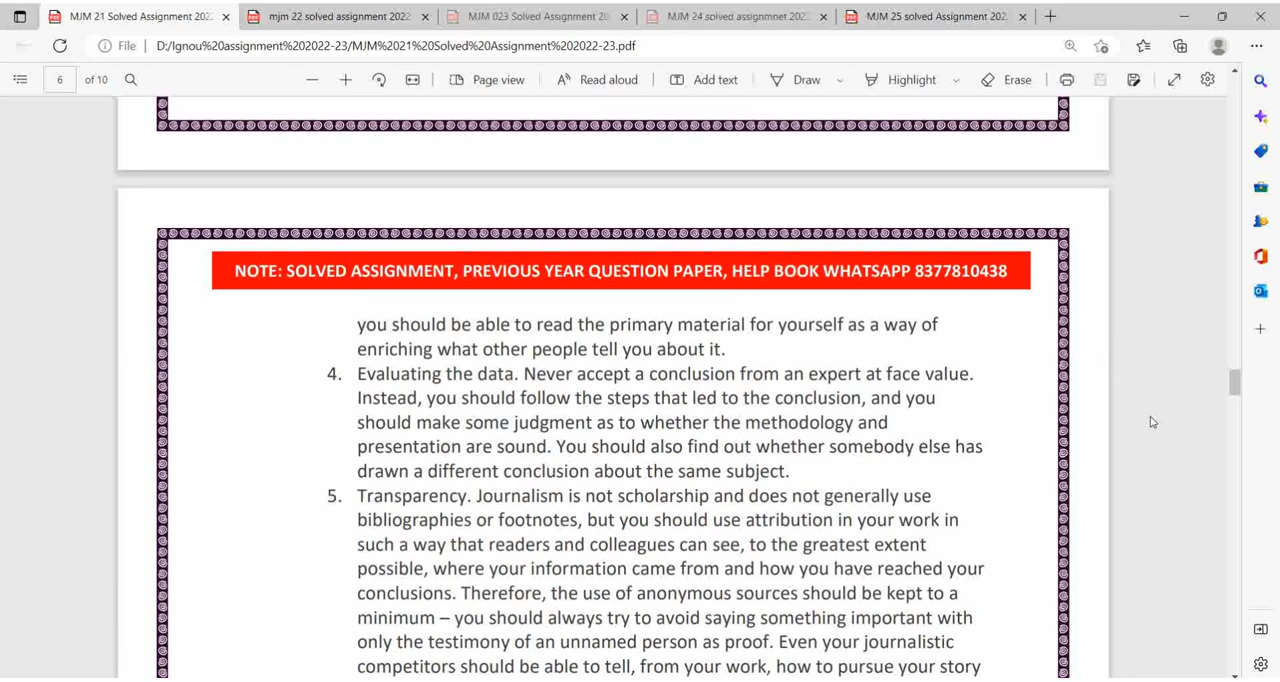 MJM 21 Solved Assignment 202
mjm 22 solved assignment 2022
MJM 023 Solved Assignment 20
MJM 24 solved assignmnet 202
MJM 25 solved Assignment 202
File
D:/Ignou%20assignment%202022-23/MJM%2021%20Solved%20Assignment%202022-23.pdf
6 of 10
Page view
Read aloud
Add text
Draw
Highlight
Erase
NOTE: SOLVED ASSIGNMENT, PREVIOUS YEAR QUESTION PAPER, HELP BOOK WHATSAPP 8377810438
you should be able to read the primary material for yourself as a way of
enriching what other people tell you about it.
4. Evaluating the data. Never accept a conclusion from an expert at face value.
Instead, you should follow the steps that led to the conclusion, and you
should make some judgment as to whether the methodology and
presentation are sound. You should also find out whether somebody else has
drawn a different conclusion about the same subject.
5. Transparency. Journalism is not scholarship and does not generally use
bibliographies or footnotes, but you should use attribution in your work in
such a way that readers and colleagues can see, to the greatest extent
possible, where your information came from and how you have reached your
conclusions. Therefore, the use of anonymous sources should be kept to a
minimum – you should always try to avoid saying something important with
only the testimony of an unnamed person as proof. Even your journalistic
competitors should be able to tell, from your work, how to pursue your story